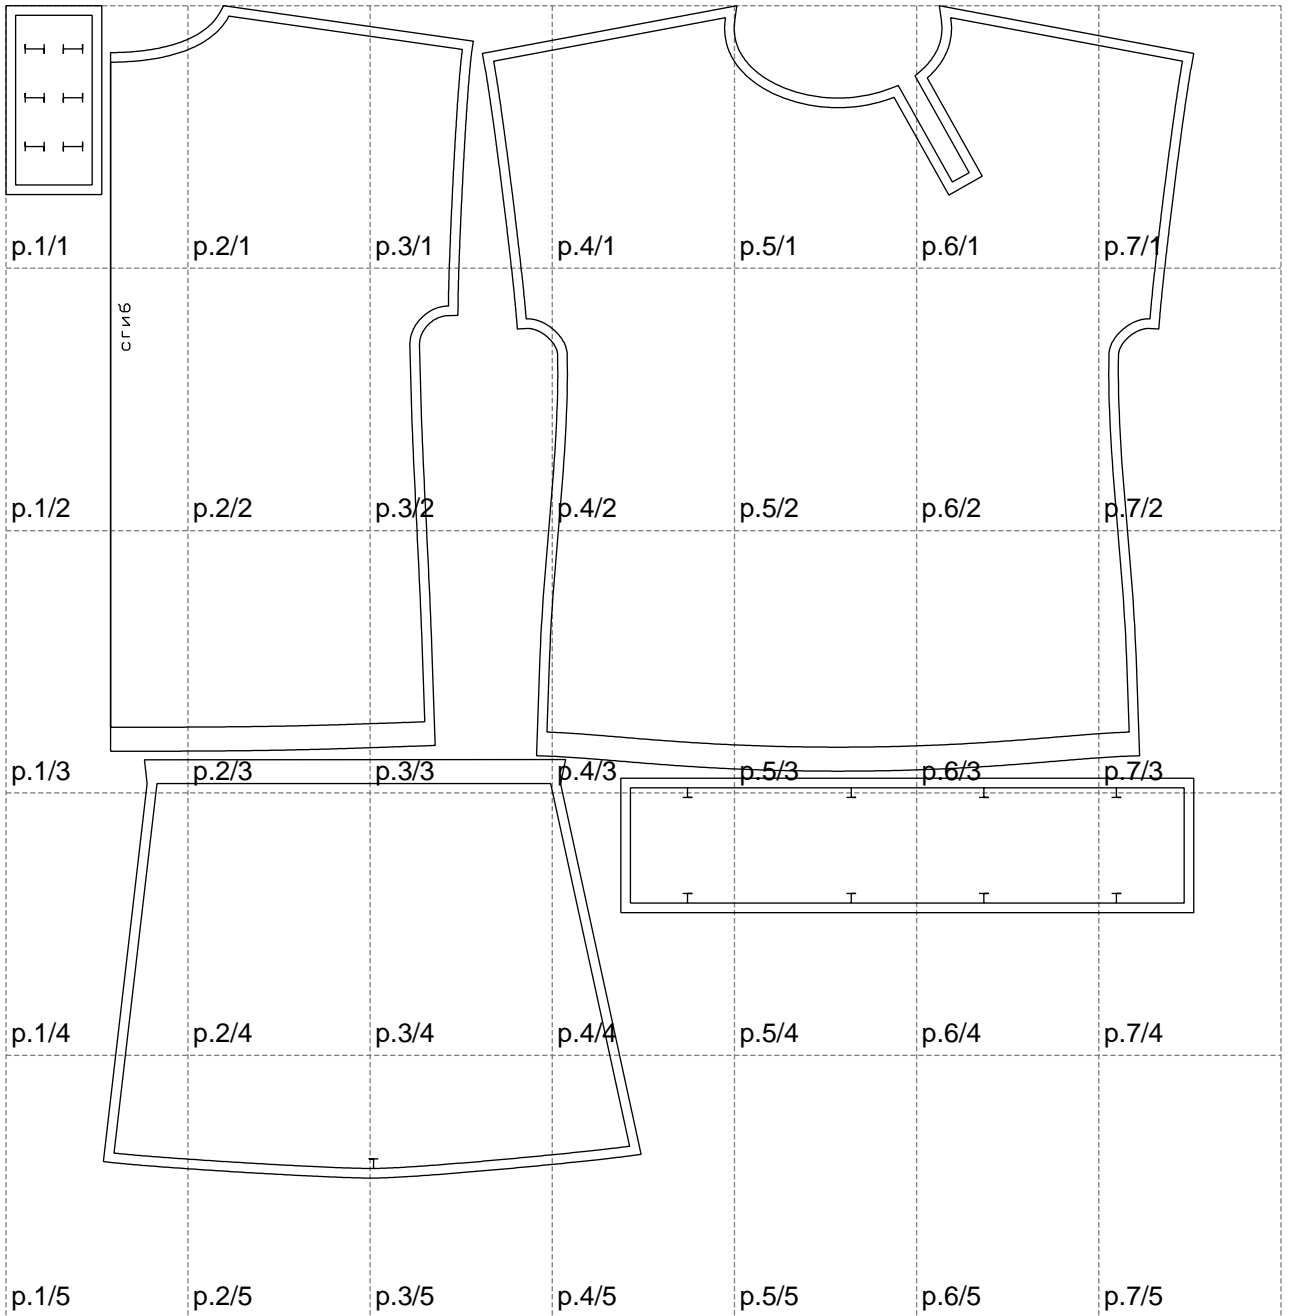 p.1/1 p.2/1 p.3/1 p.4/1 p.5/1 p.6/1 p.7/1
сгиб
p.1/2 p.2/2 p.3/2 p.4/2 p.5/2 p.6/2 p.7/2
p.1/3 p.2/3 p.3/3 p.4/3 p.5/3 p.6/3 p.7/3
p.1/4 p.2/4 p.3/4 p.4/4 p.5/4 p.6/4 p.7/4
p.1/5 p.2/5 p.3/5 p.4/5 p.5/5 p.6/5 p.7/5